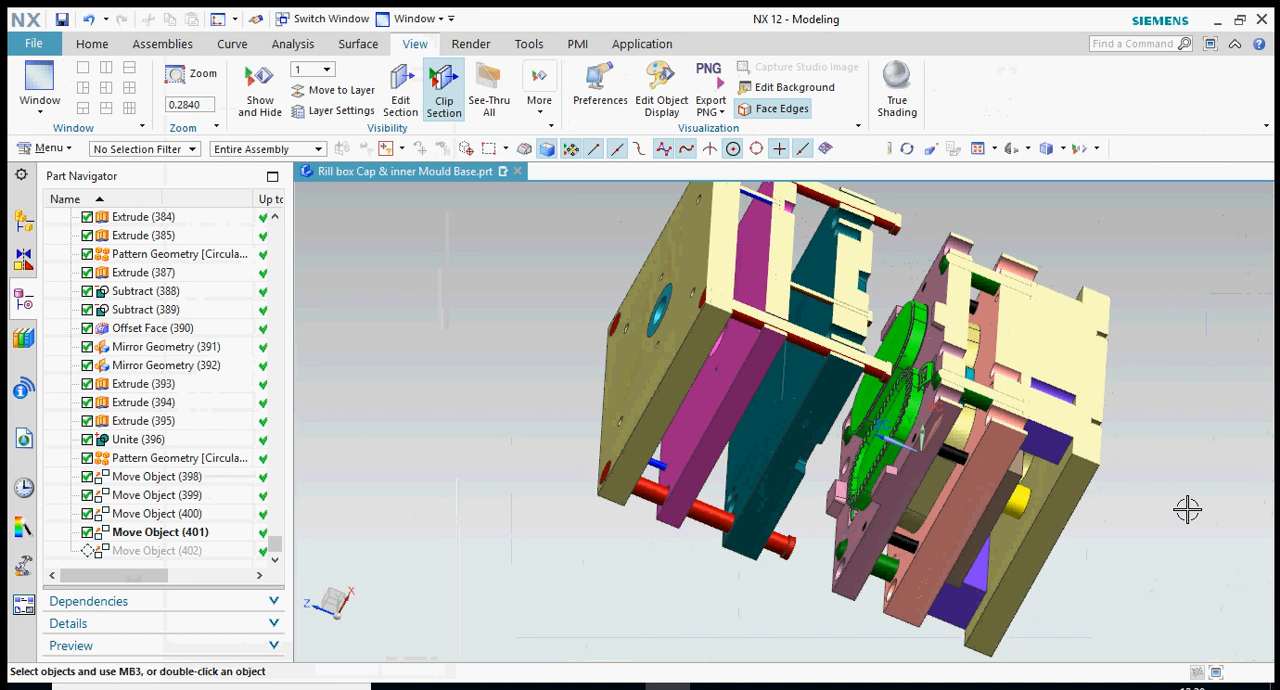 NX
Switch Window
Window
NX 12 - Modeling
SIEMENS
File Home Assemblies Curve Analysis Surface View Render Tools PMI Application
Find a Command
Window
Zoom
0.2840
Show and Hide
1
Move to Layer
Layer Settings
Edit Section
Clip Section
See-Thru All
More
Preferences
Edit Object Display
PNG
Export PNG
Capture Studio Image
Edit Background
Face Edges
True Shading
Window Zoom Visibility Visualization
Menu
No Selection Filter
Entire Assembly
Part Navigator
Rill box Cap & inner Mould Base.prt
Name Up to
Extrude (384)
Extrude (385)
Pattern Geometry [Circula...
Extrude (387)
Subtract (388)
Subtract (389)
Offset Face (390)
Mirror Geometry (391)
Mirror Geometry (392)
Extrude (393)
Extrude (394)
Extrude (395)
Unite (396)
Pattern Geometry [Circula...
Move Object (398)
Move Object (399)
Move Object (400)
Move Object (401)
Move Object (402)
Dependencies
Details
Preview
Z X
Select objects and use MB3, or double-click an object